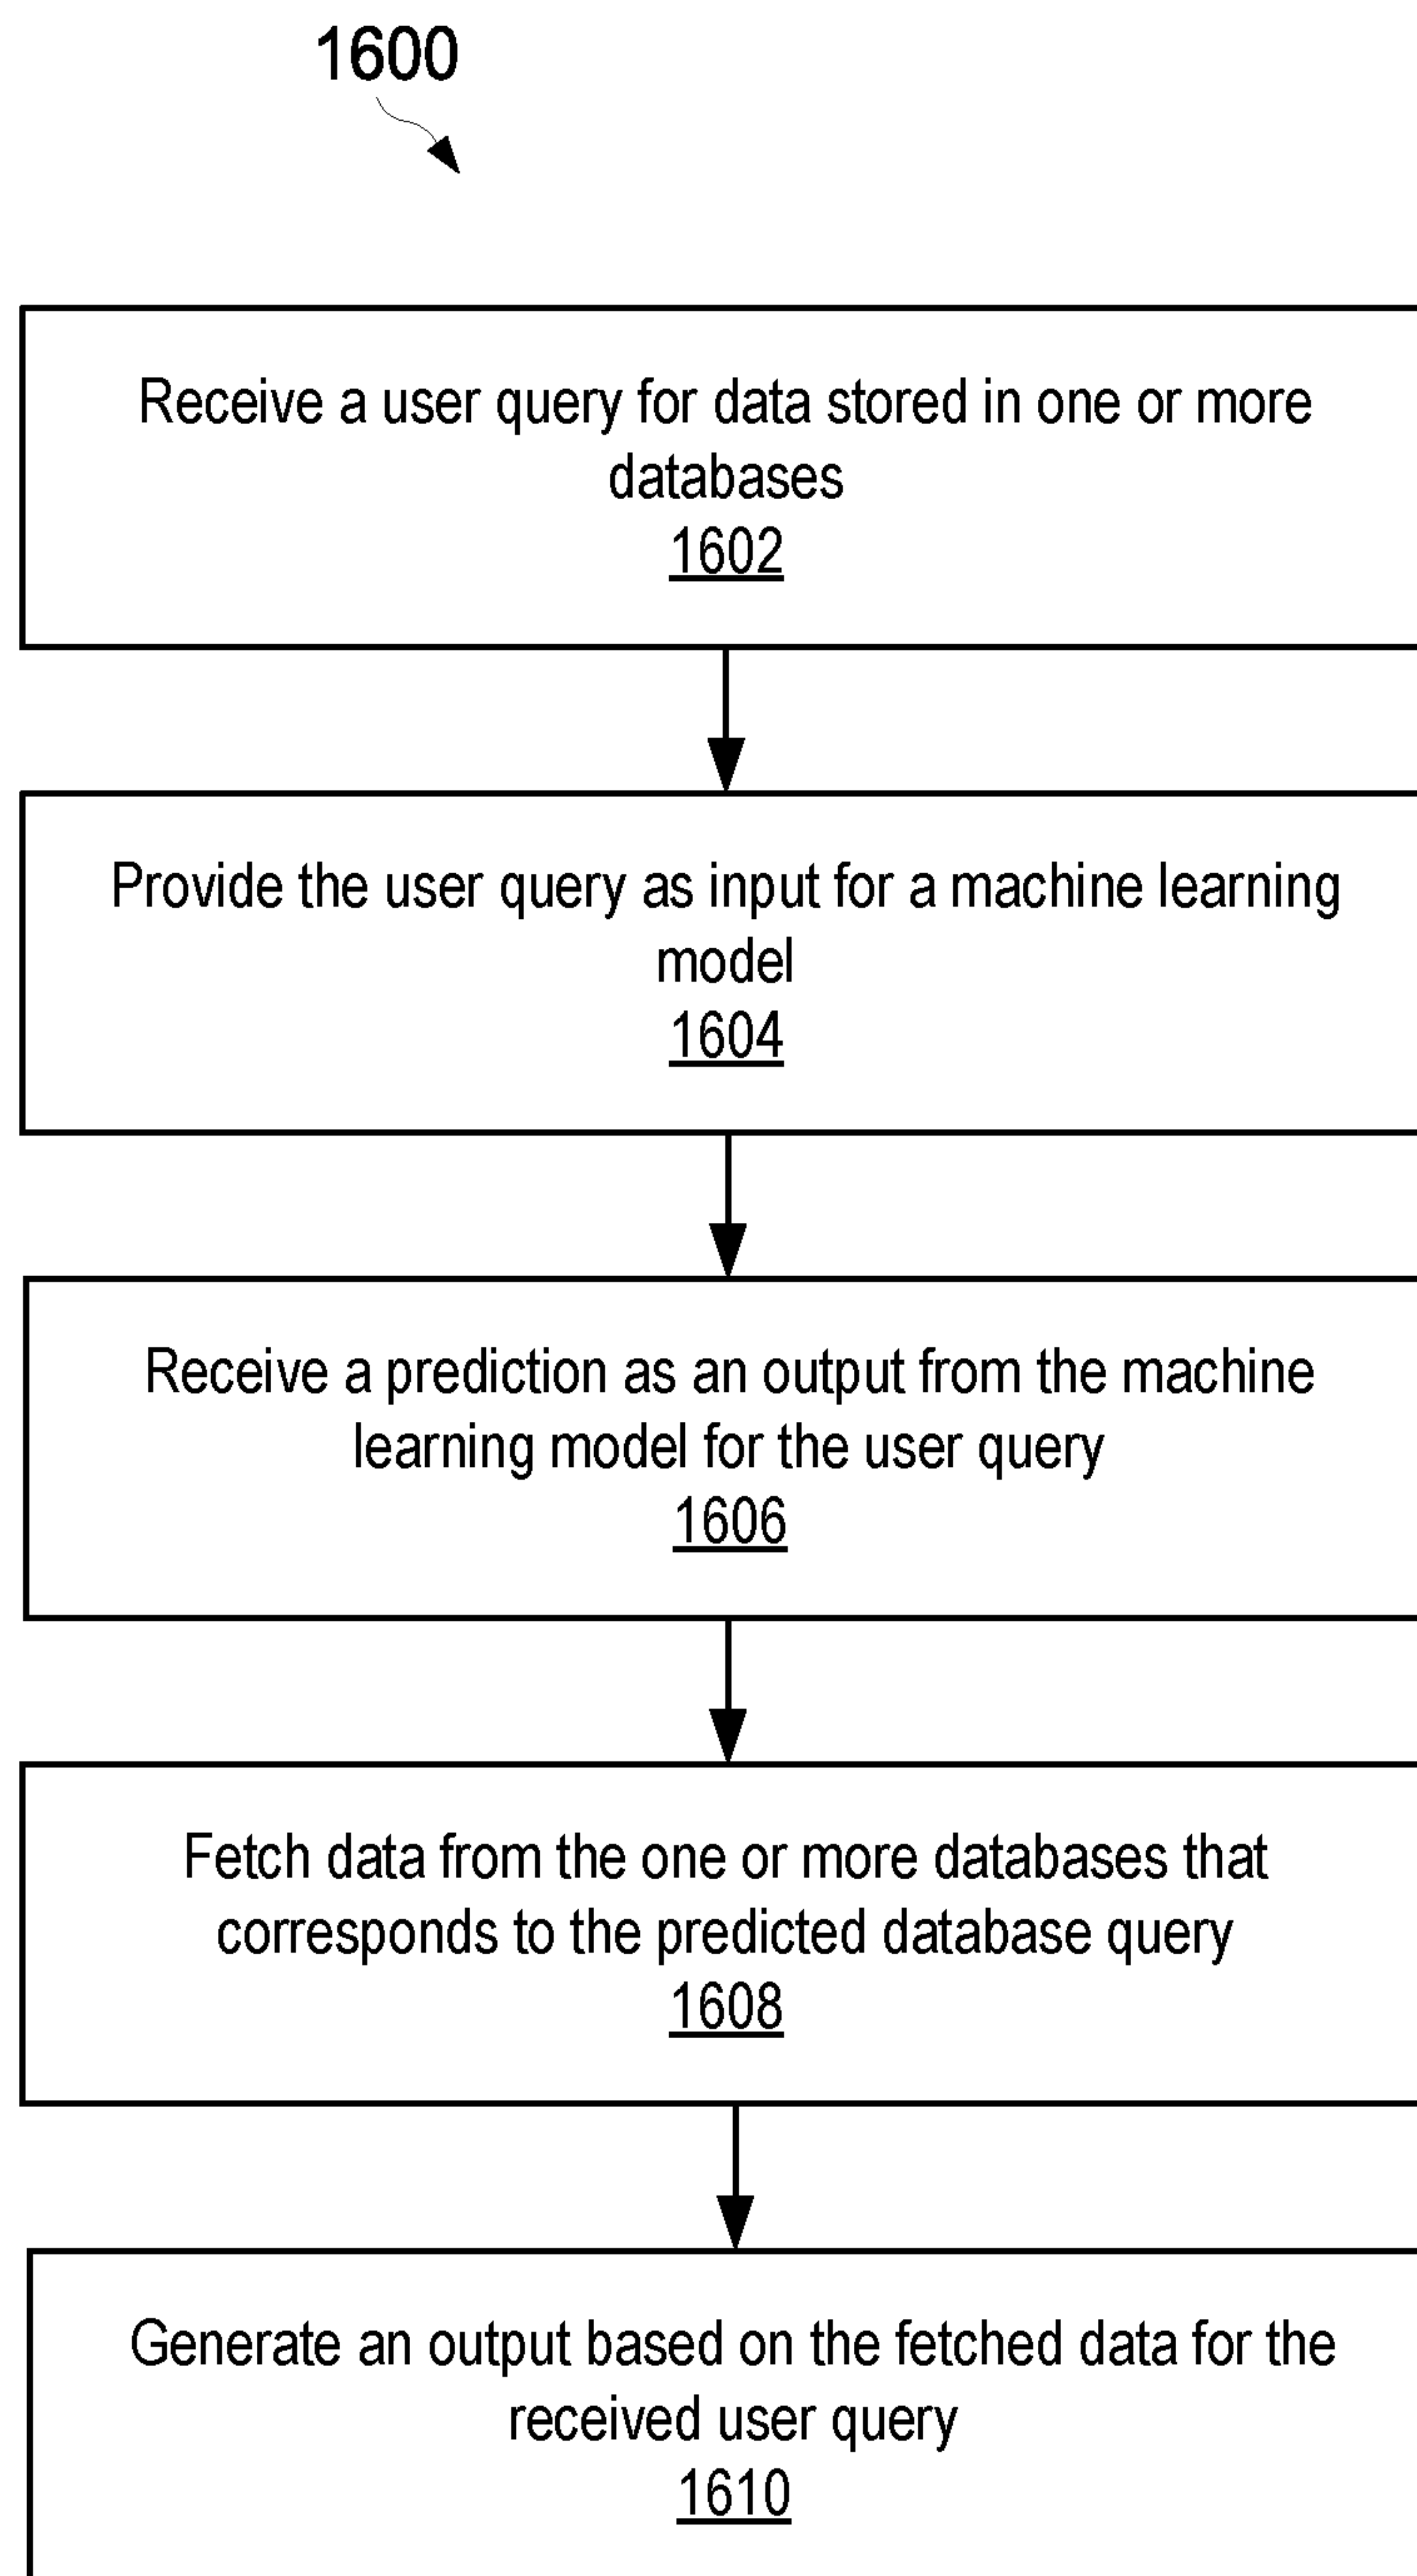 1600
Receive a user query for data stored in one or more
databases
1602
Provide the user query as input for a machine learning
model
1604
Receive a prediction as an output from the machine
learning model for the user query
1606
Fetch data from the one or more databases that
corresponds to the predicted database query
1608
Generate an output based on the fetched data for the
received user query
1610